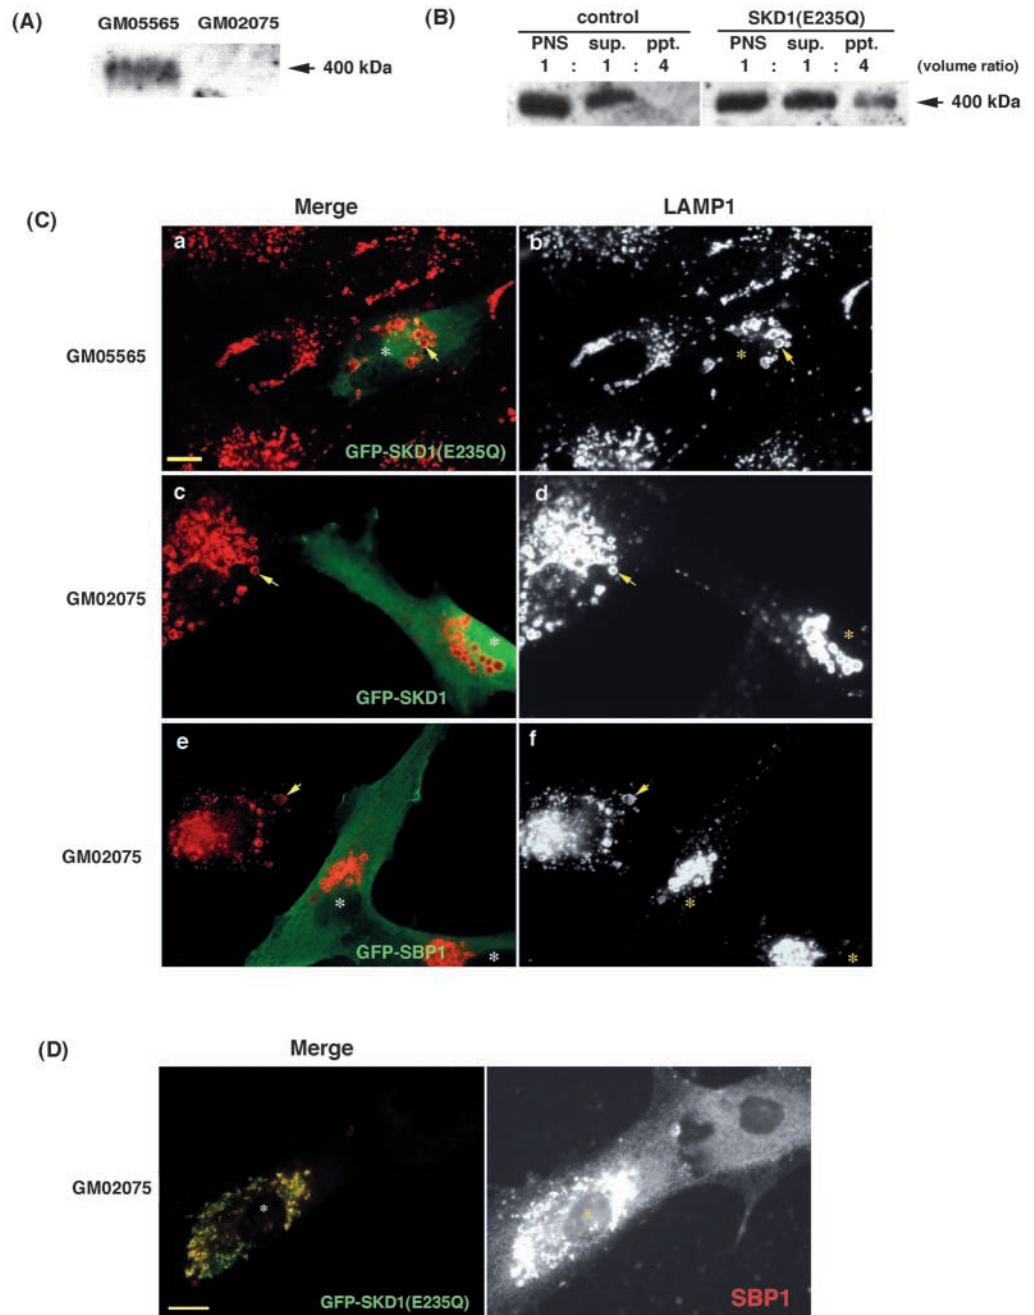 (A)
GM05565 GM02075
400 kDa
(B)
control SKD1(E235Q)
PNS sup. ppt. PNS sup. ppt.
1 : 1 : 4 1 : 1 : 4 (volume ratio)
400 kDa
(C)
Merge LAMP1
a b
GM05565
GFP-SKD1(E235Q)
c d
GM02075
GFP-SKD1
e f
GM02075
GFP-SBP1
(D)
Merge
GM02075
GFP-SKD1(E235Q) SBP1